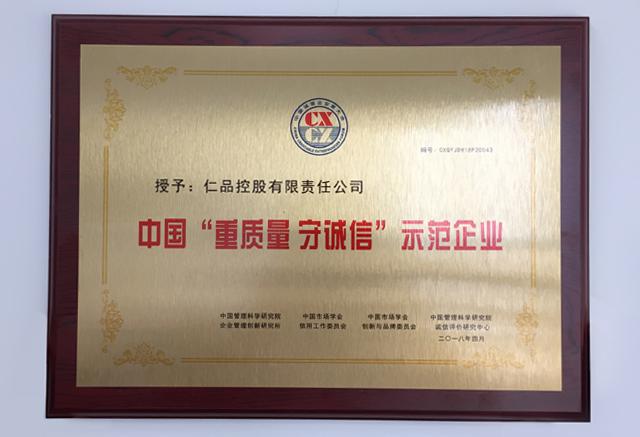 CX
编号：
授予：仁品控股有限责任公司
中国“重质量 守诚信”示范企业
中国管理科学研究院 中国市场学会 中国市场学会 中国管理科学研究院
企业管理创新研究所 信用工作委员会 创新与品牌委员会 诚信评价研究中心
二〇一八年四月